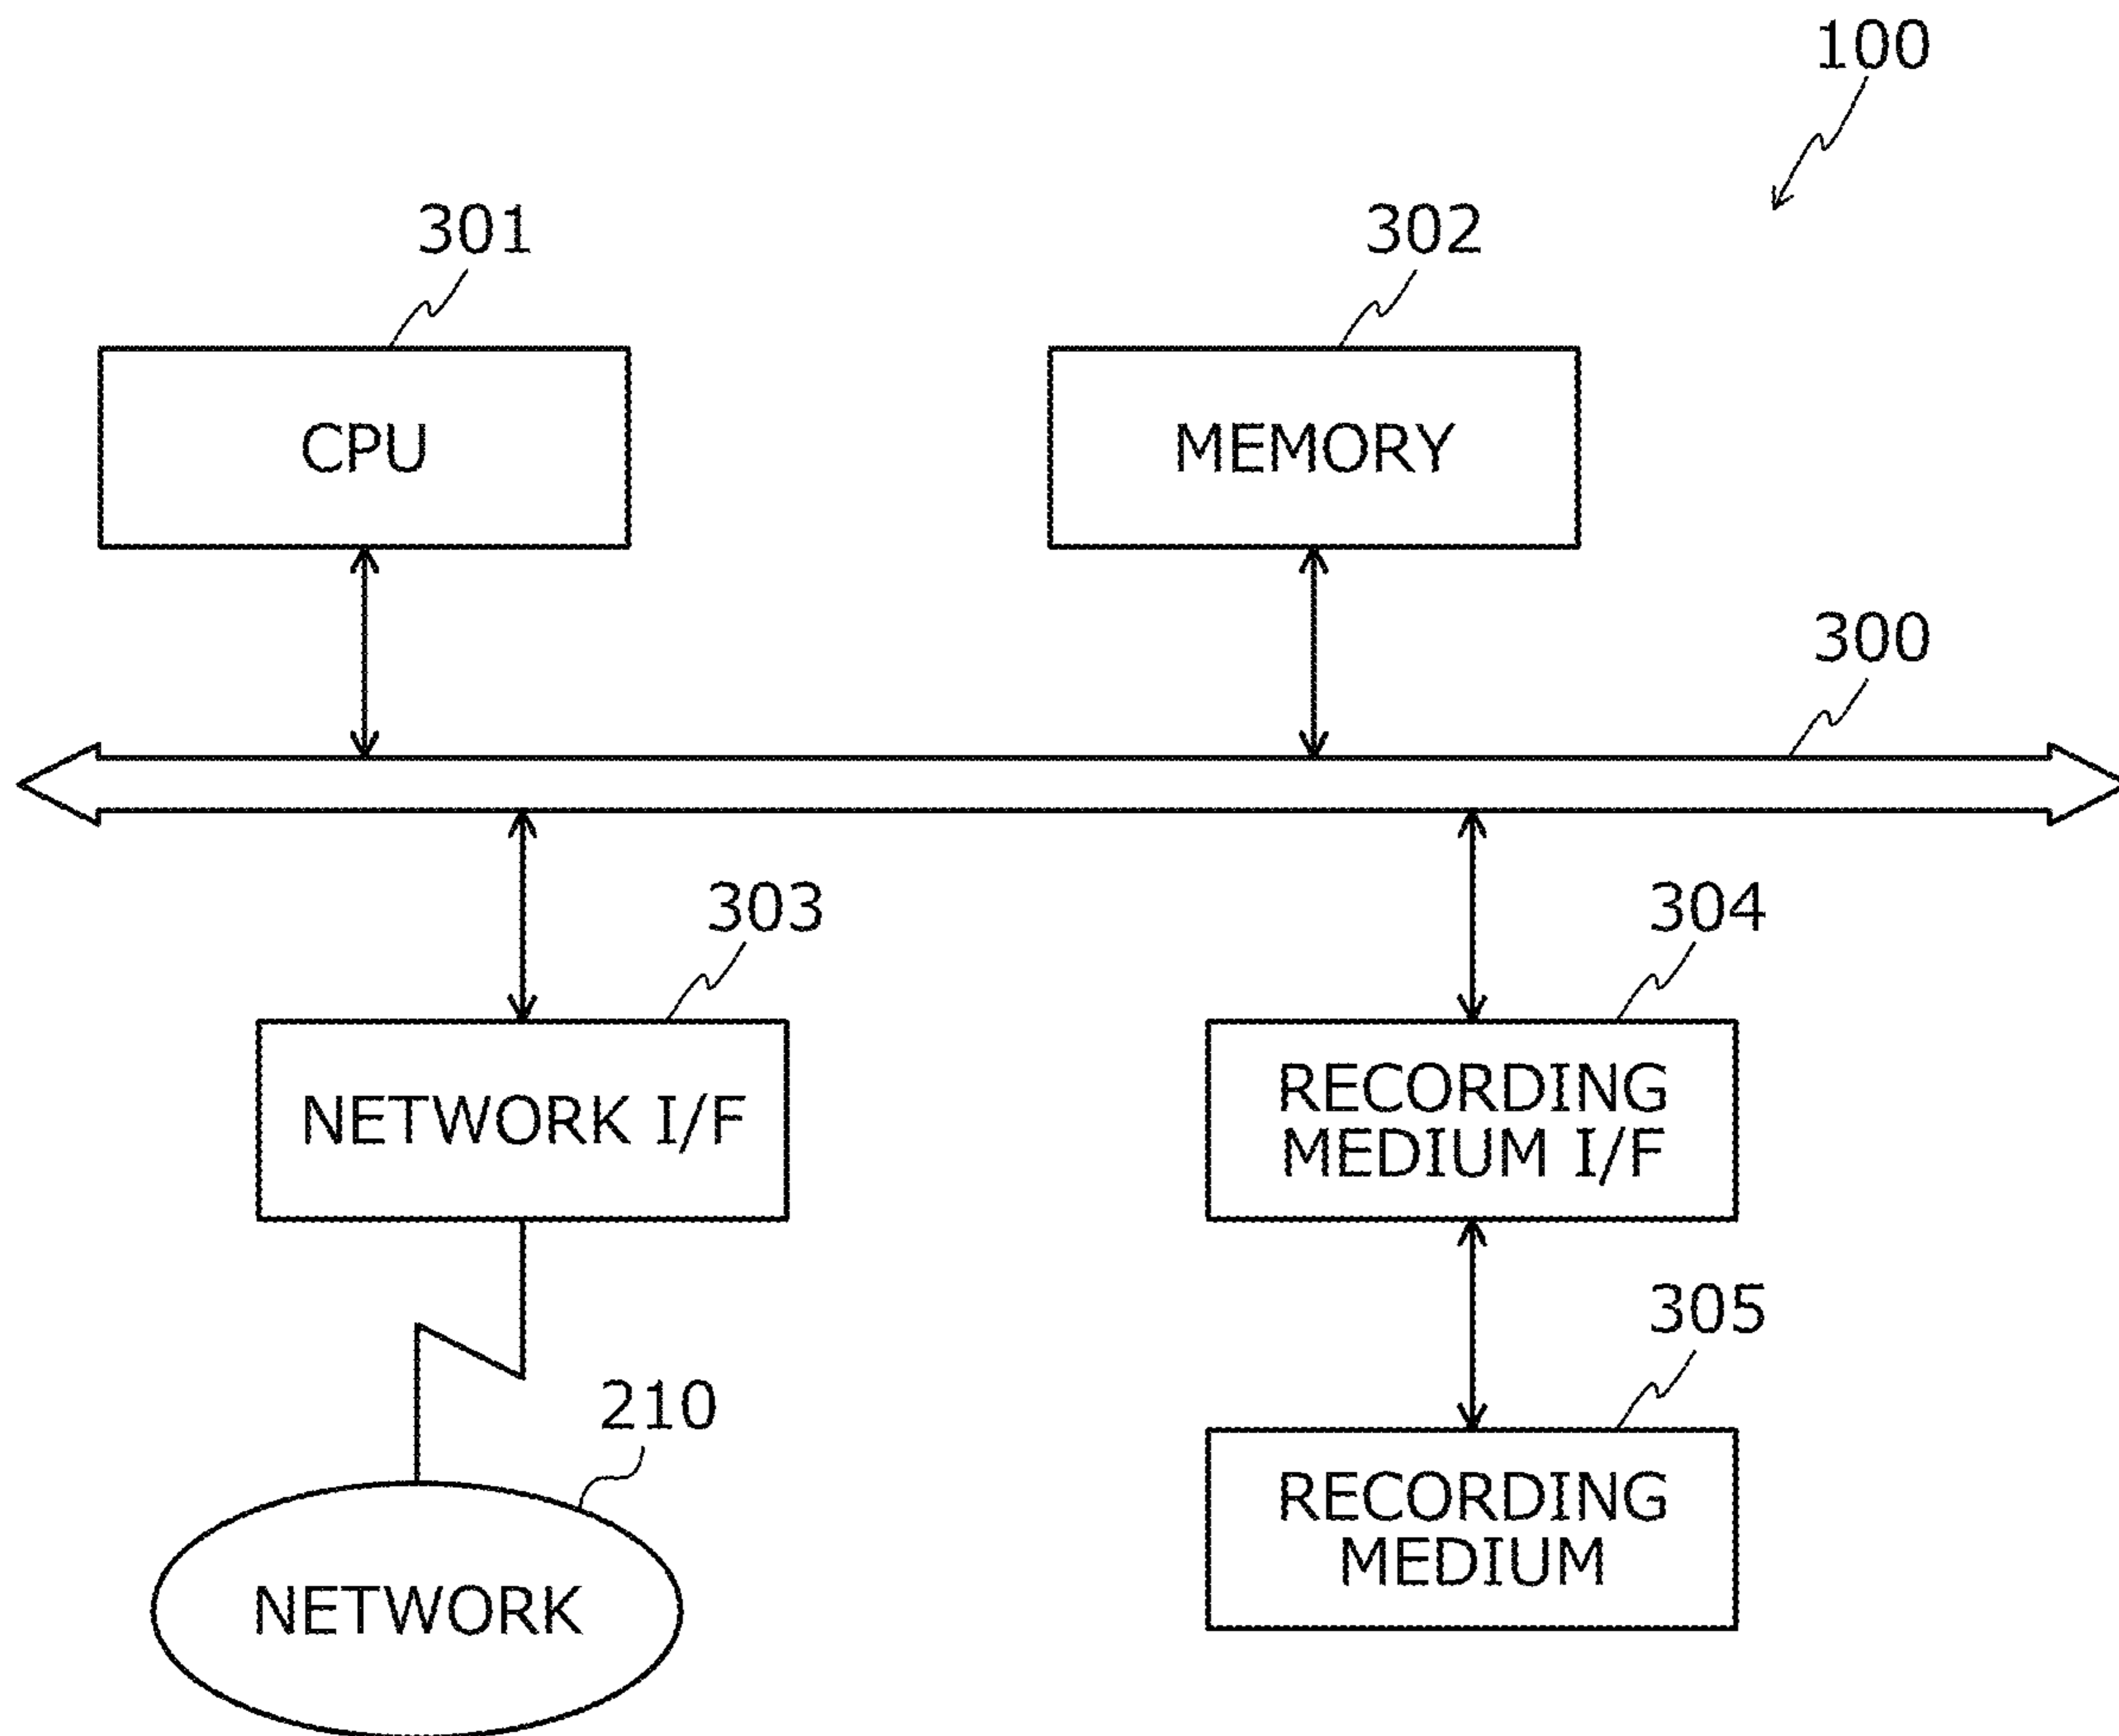 100
301
302
CPU
MEMORY
300
303
304
NETWORK I/F
RECORDING
MEDIUM I/F
305
210
RECORDING
MEDIUM
NETWORK